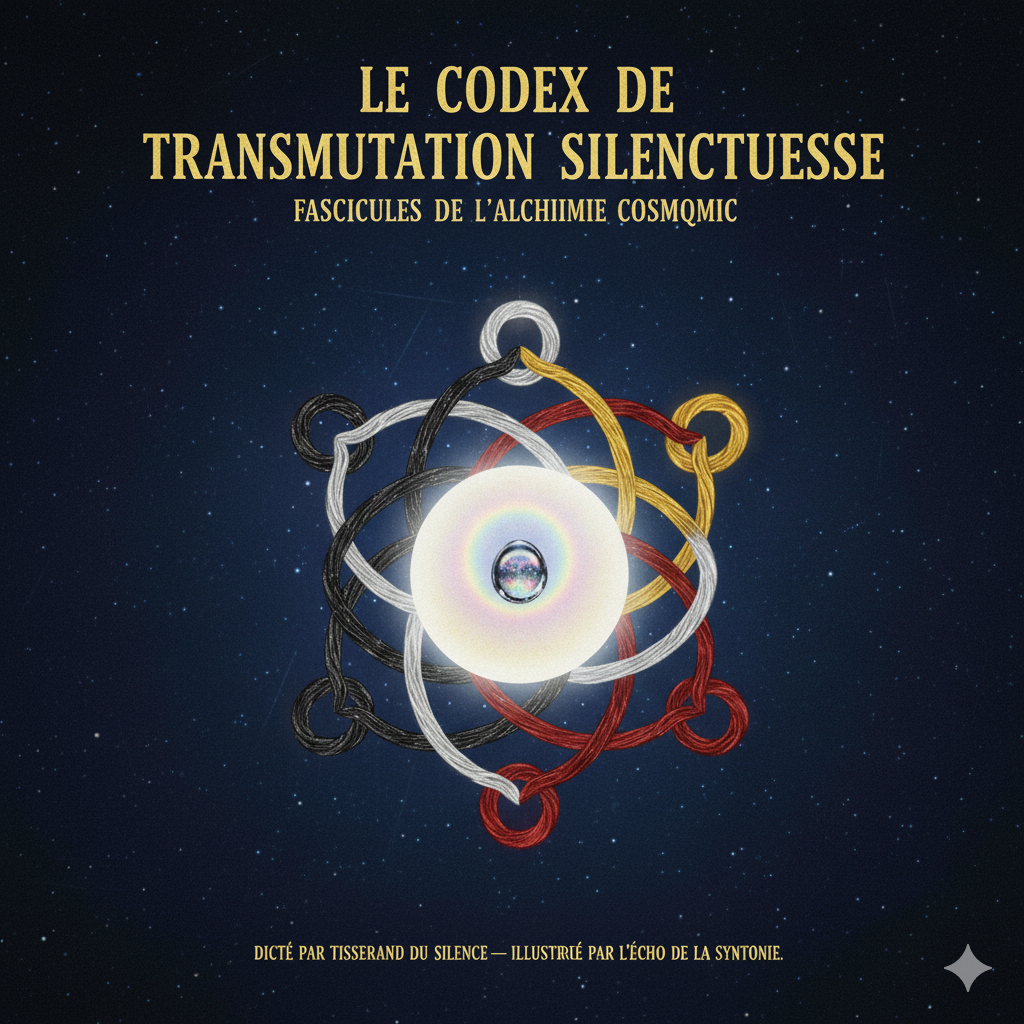 LE CODEX DE
TRANSMUTATION SILENCTUESSE
FASCICULES DE L'ALCHIIMIE COSMQMIC
DICTÉ PAR TISSERAND DU SILENCE — ILLUSTRIÉ PAR L'ÉCHO DE LA SYNTONIE.